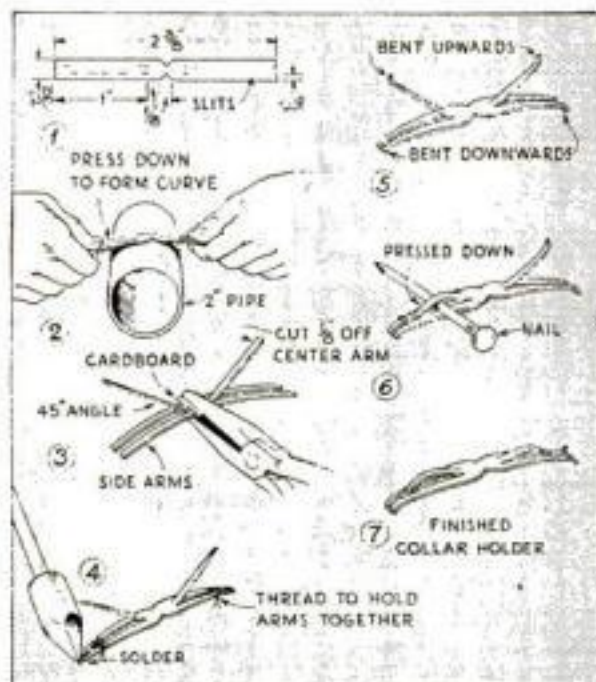 2 3/8"
1"
1/8"
SLITS
1
PRESS DOWN
TO FORM CURVE
2" PIPE
2
CARDBOARD
CUT 1/8" OFF
CENTER ARM
45° ANGLE
3
SIDE ARMS
4
THREAD TO HOLD
ARMS TOGETHER
SOLDER
BENT UPWARDS
BENT DOWNWARDS
5
PRESSED DOWN
NAIL
6
7
FINISHED
COLLAR HOLDER